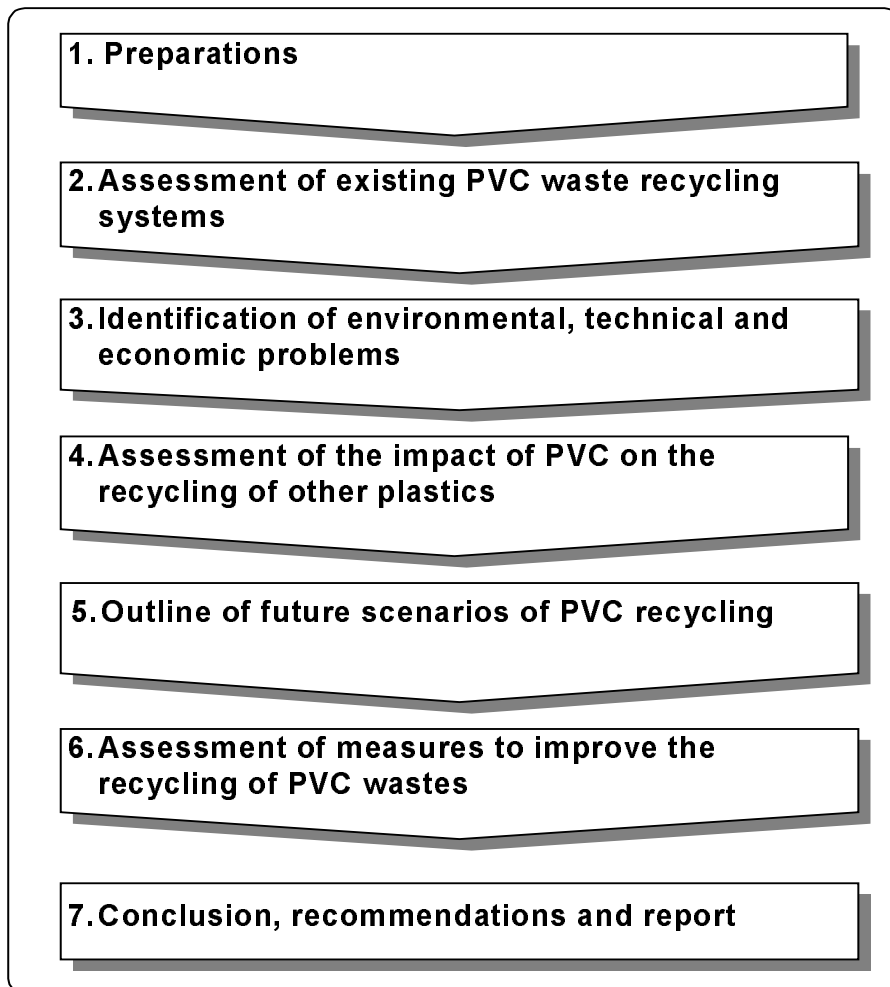 1. Preparations
2. Assessment of existing PVC waste recycling
systems
3. Identification of environmental, technical and
economic problems
4. Assessment of the impact of PVC on the
recycling of other plastics
5. Outline of future scenarios of PVC recycling
6. Assessment of measures to improve the
recycling of PVC wastes
7. Conclusion, recommendations and report